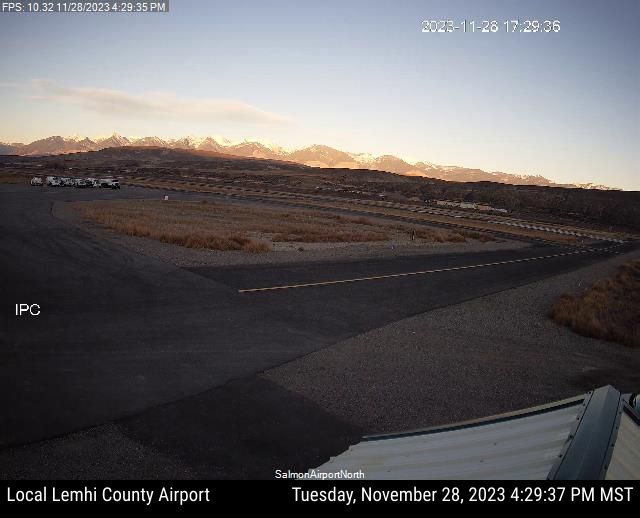 FPS: 10.32 11/28/2023 4:29:35 PM
2023-11-28 17:29:36
IPC
SalmonAirportNorth
Local Lemhi County Airport Tuesday, November 28, 2023 4:29:37 PM MST